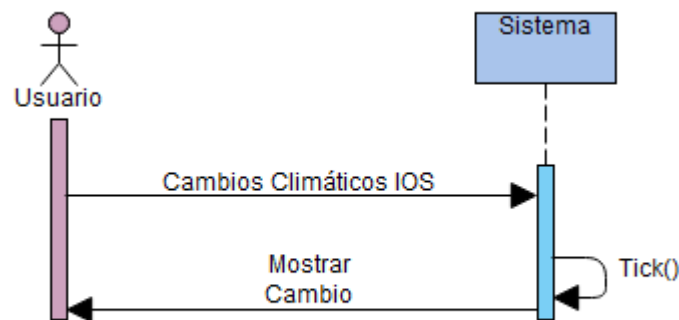 Sistema
Usuario
Cambios Climáticos IOS
Mostrar
Cambio
Tick()